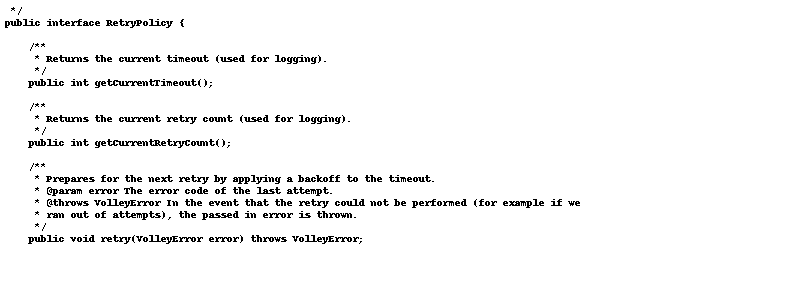 */
public interface RetryPolicy {
    /**
     * Returns the current timeout (used for logging).
     */
    public int getCurrentTimeout();
    /**
     * Returns the current retry count (used for logging).
     */
    public int getCurrentRetryCount();
    /**
     * Prepares for the next retry by applying a backoff to the timeout.
     * @param error The error code of the last attempt.
     * @throws VolleyError In the event that the retry could not be performed (for example if we
     * ran out of attempts), the passed in error is thrown.
     */
    public void retry(VolleyError error) throws VolleyError;